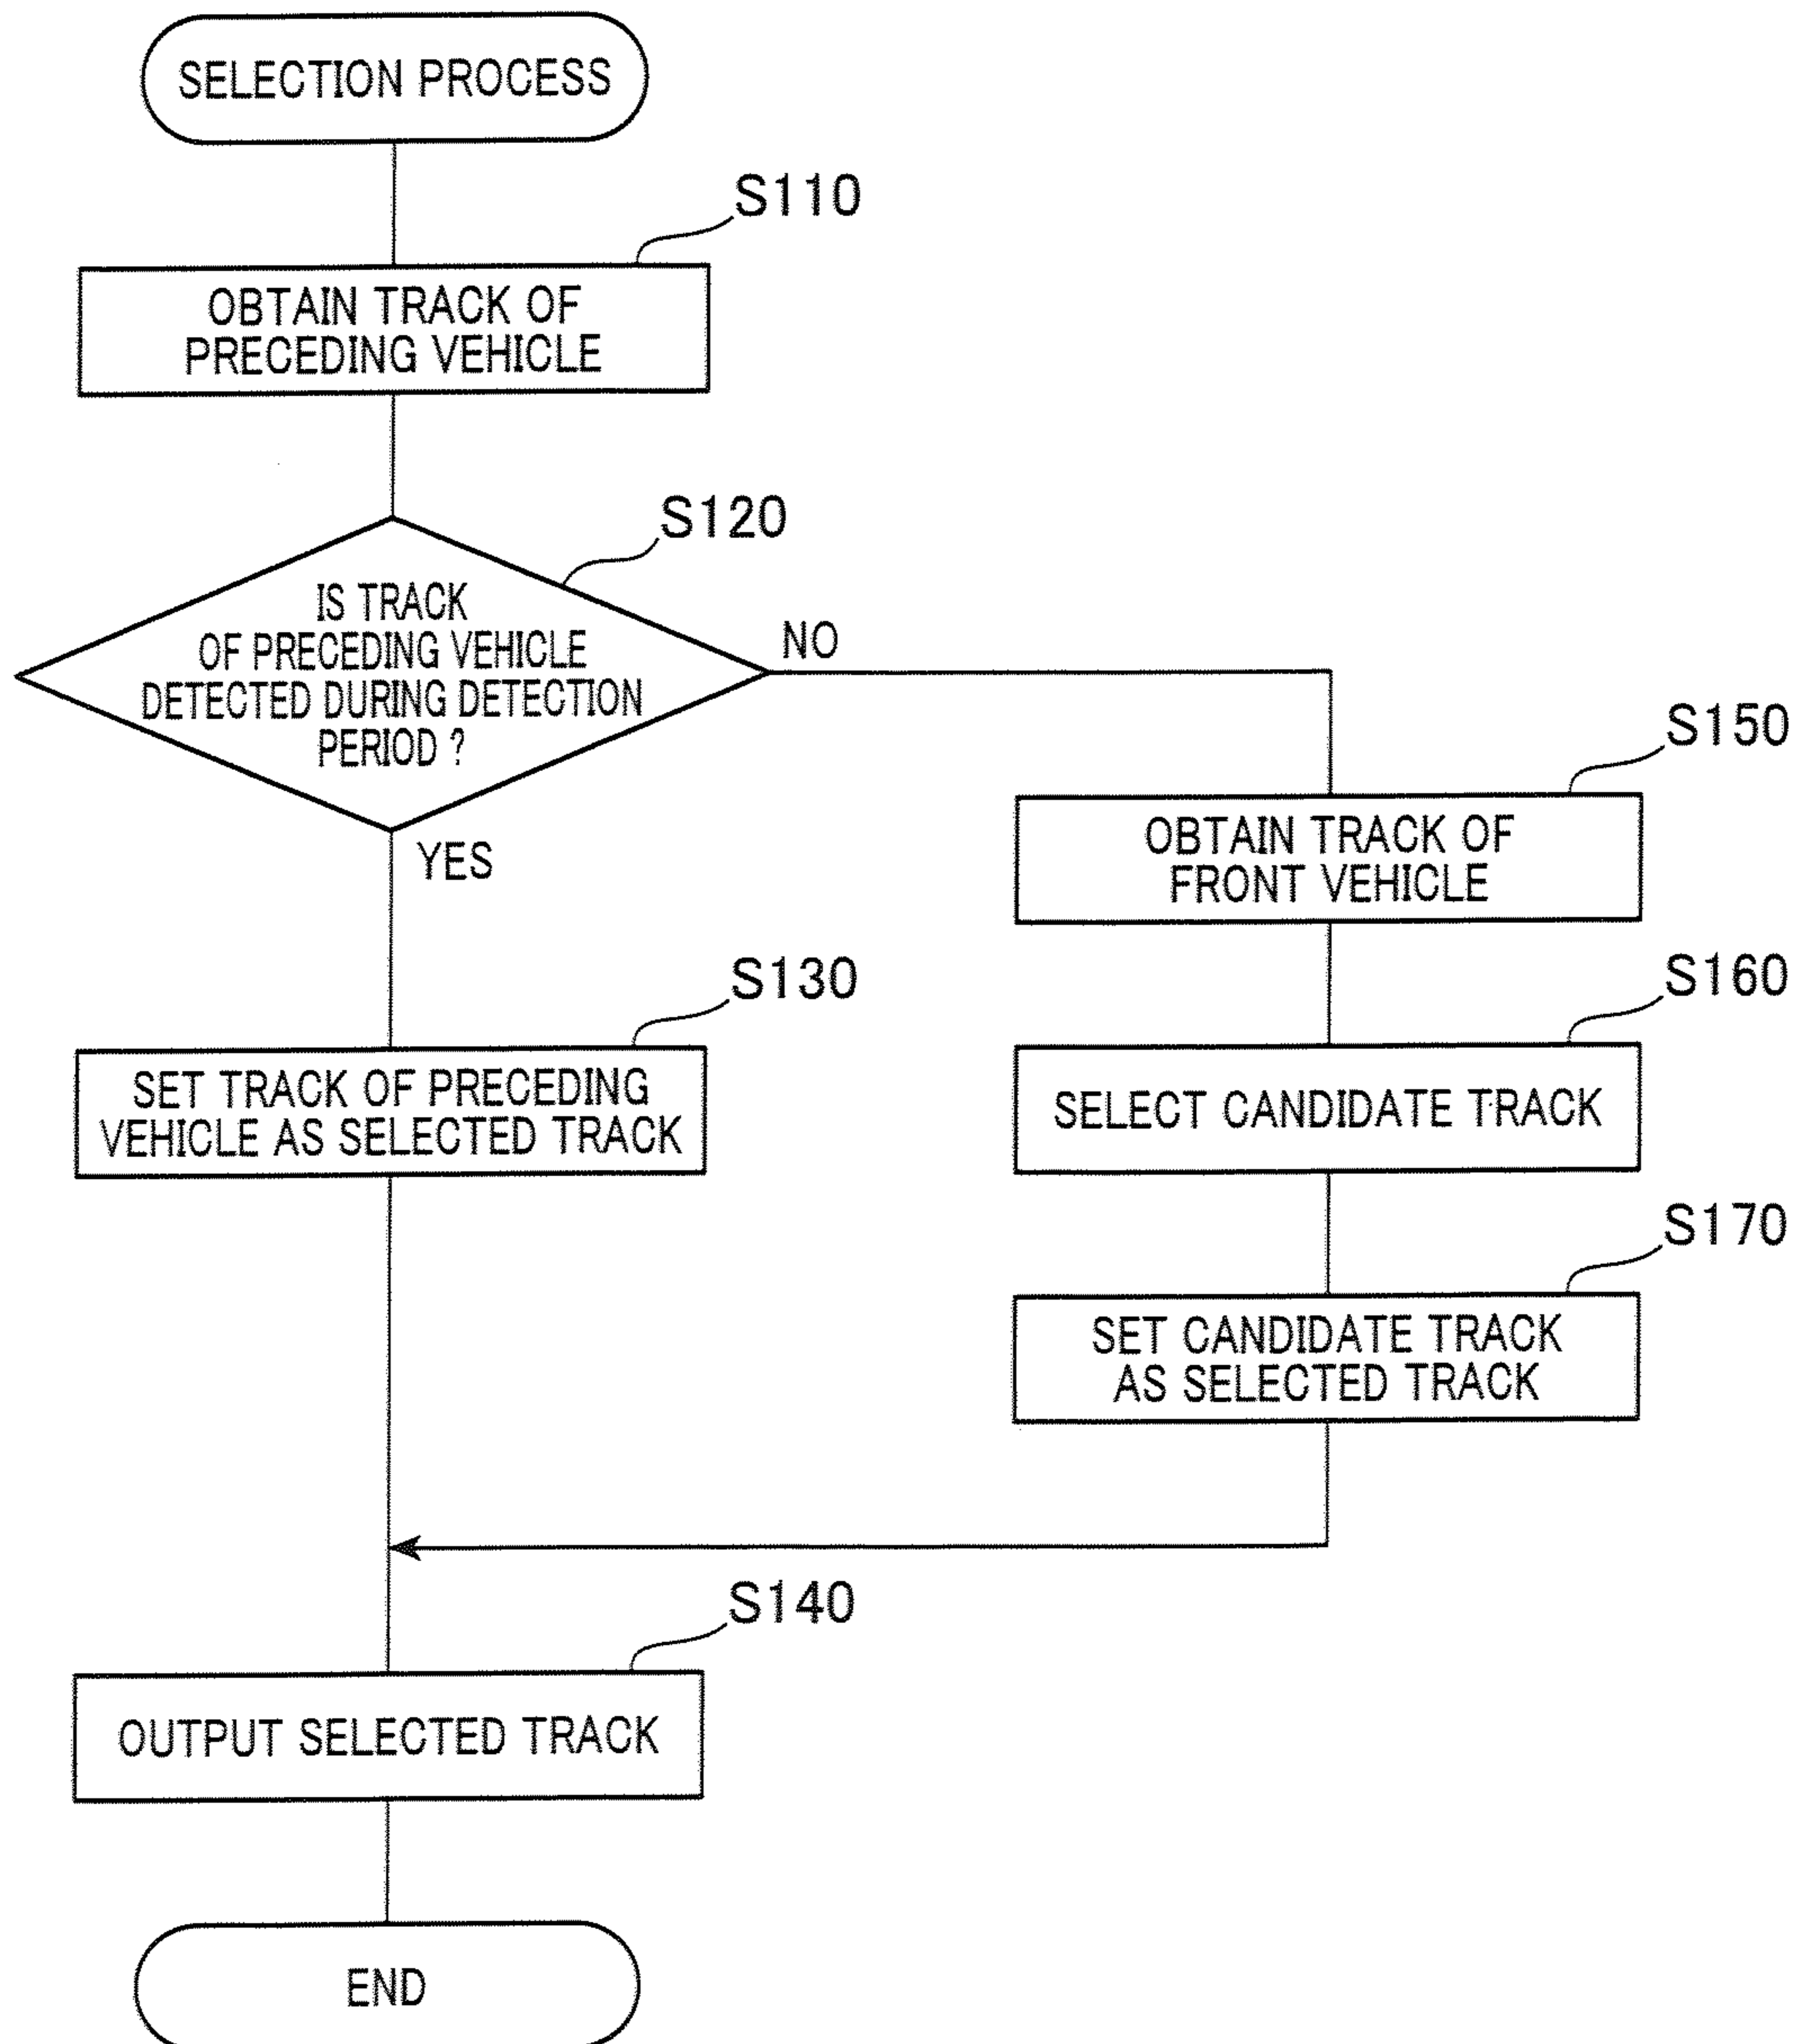 SELECTION PROCESS
S110
OBTAIN TRACK OF
PRECEDING VEHICLE
S120
IS TRACK
OF PRECEDING VEHICLE
DETECTED DURING DETECTION
PERIOD ?
NO
YES
S150
OBTAIN TRACK OF
FRONT VEHICLE
S130
SET TRACK OF PRECEDING
VEHICLE AS SELECTED TRACK
S160
SELECT CANDIDATE TRACK
S170
SET CANDIDATE TRACK
AS SELECTED TRACK
S140
OUTPUT SELECTED TRACK
END